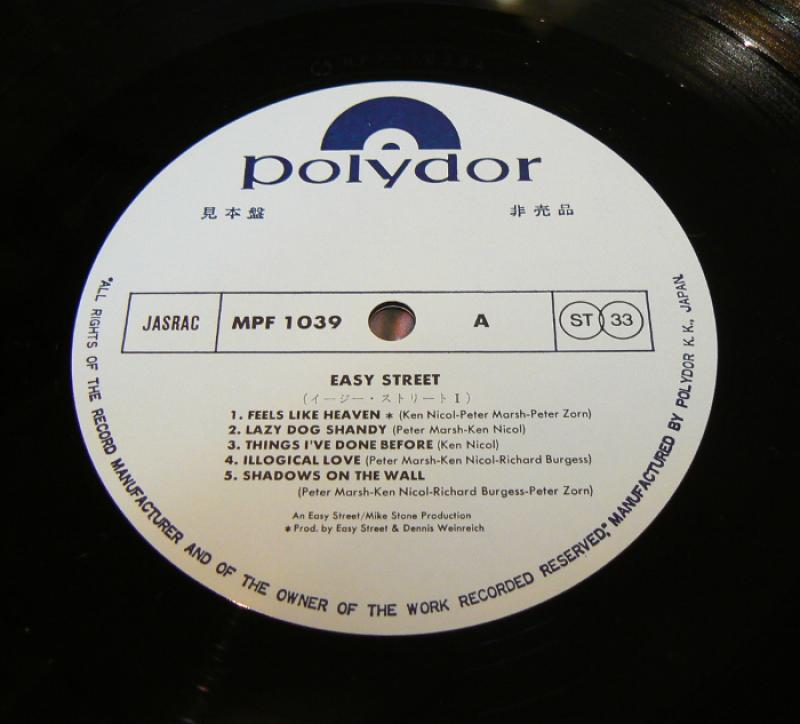 polydor
見本盤 非売品
JASRAC MPF 1039 A ST 33
EASY STREET
(イージー・ストリートⅠ)
1. FEELS LIKE HEAVEN * (Ken Nicol-Peter Marsh-Peter Zorn)
2. LAZY DOG SHANDY (Peter Marsh-Ken Nicol)
3. THINGS I'VE DONE BEFORE (Ken Nicol)
4. ILLOGICAL LOVE (Peter Marsh-Ken Nicol-Richard Burgess)
5. SHADOWS ON THE WALL
(Peter Marsh-Ken Nicol-Richard Burgess-Peter Zorn)
An Easy Street/Mike Stone Production
* Prod. by Easy Street & Dennis Weinreich
"ALL RIGHTS OF THE RECORD MANUFACTURER AND OF THE OWNER OF THE WORK RECORDED RESERVED," MANUFACTURED BY POLYDOR K.K., JAPAN.